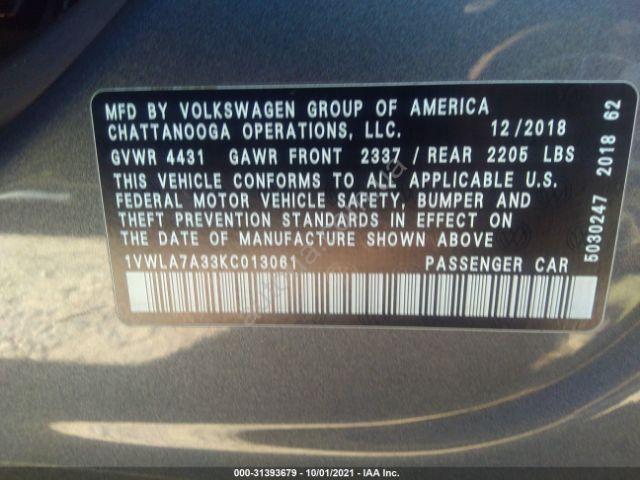 MFD BY VOLKSWAGEN GROUP OF AMERICA
CHATTANOOGA OPERATIONS, LLC. 12/2018
GVWR 4431 GAWR FRONT 2337 / REAR 2205 LBS
THIS VEHICLE CONFORMS TO ALL APPLICABLE U.S.
FEDERAL MOTOR VEHICLE SAFETY, BUMPER AND
THEFT PREVENTION STANDARDS IN EFFECT ON
THE DATE OF MANUFACTURE SHOWN ABOVE
1VWLA7A33KC013061 PASSENGER CAR
5030247 2018 62
000-31393679 - 10/01/2021 - IAA Inc.